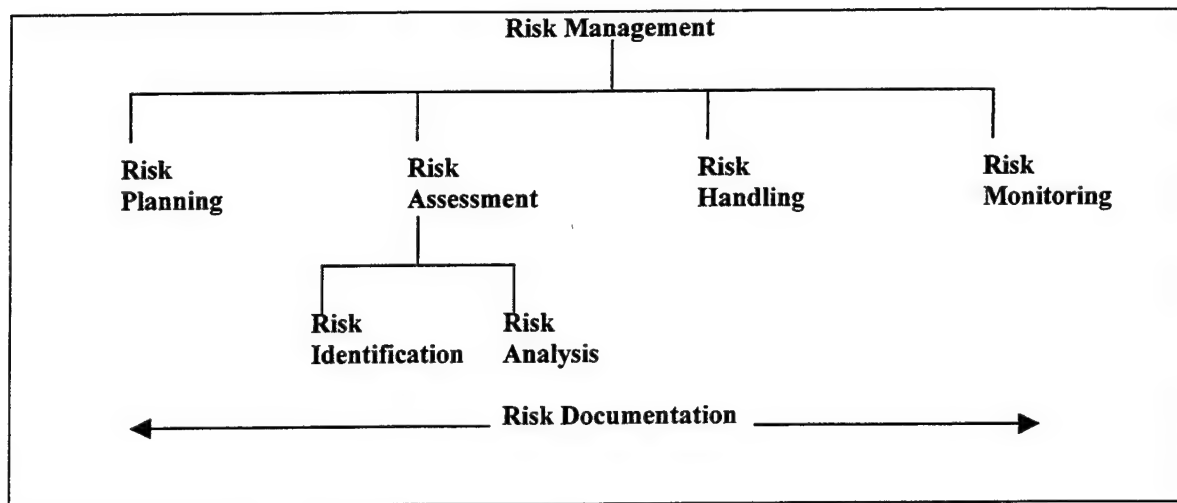 Risk Management
Risk
Planning
Risk
Assessment
Risk
Handling
Risk
Monitoring
Risk
Identification
Risk
Analysis
Risk Documentation